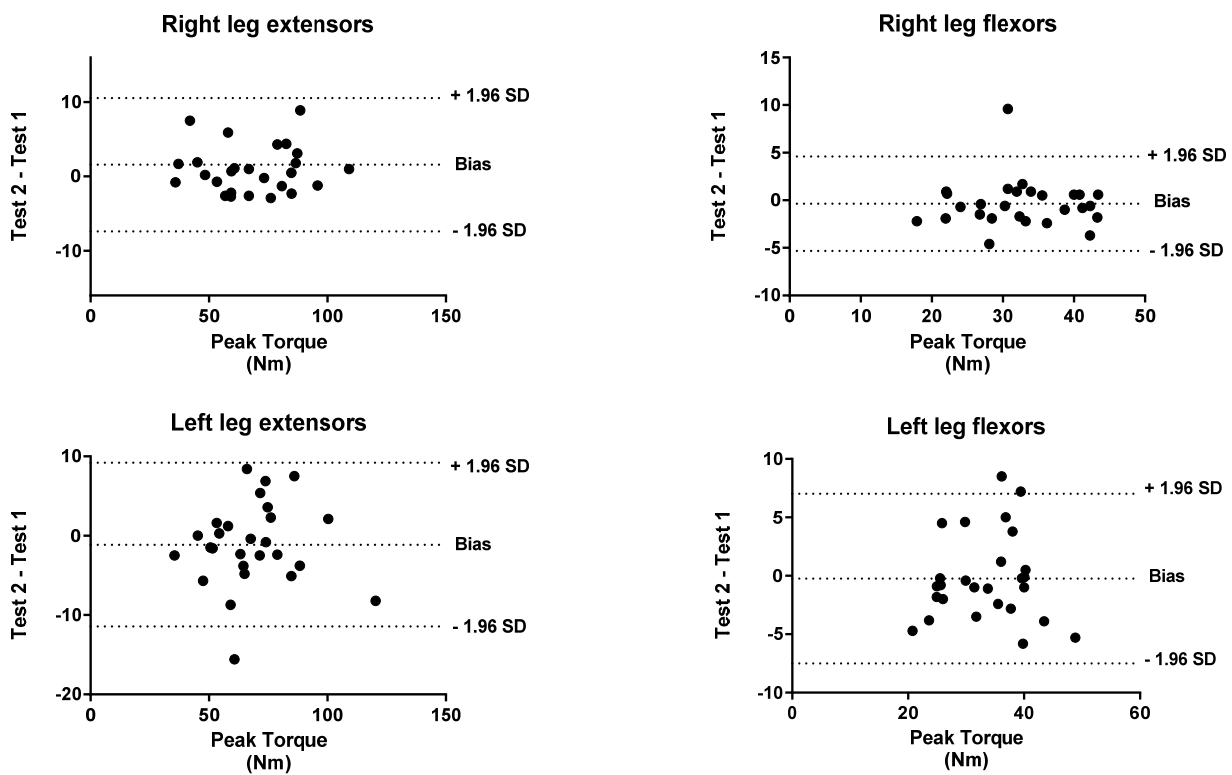 Right leg extensors
Test 2 - Test 1
10
0
-10
+ 1.96 SD
Bias
- 1.96 SD
0
50
100
150
Peak Torque
(Nm)
Right leg flexors
Test 2 - Test 1
15
10
5
0
-5
-10
+ 1.96 SD
Bias
- 1.96 SD
0
10
20
30
40
50
Peak Torque
(Nm)
Left leg extensors
Test 2 - Test 1
10
0
-10
-20
+ 1.96 SD
Bias
- 1.96 SD
0
50
100
150
Peak Torque
(Nm)
Left leg flexors
Test 2 - Test 1
10
5
0
-5
-10
+ 1.96 SD
Bias
- 1.96 SD
0
20
40
60
Peak Torque
(Nm)